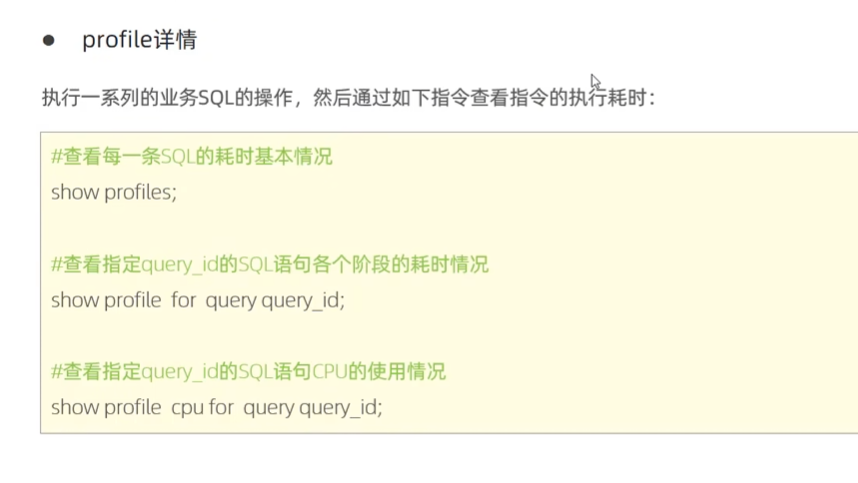 ● profile详情
执行一系列的业务SQL的操作，然后通过如下指令查看指令的执行耗时：
#查看每一条SQL的耗时基本情况
show profiles;
#查看指定query_id的SQL语句各个阶段的耗时情况
show profile for query query_id;
#查看指定query_id的SQL语句CPU的使用情况
show profile cpu for query query_id;